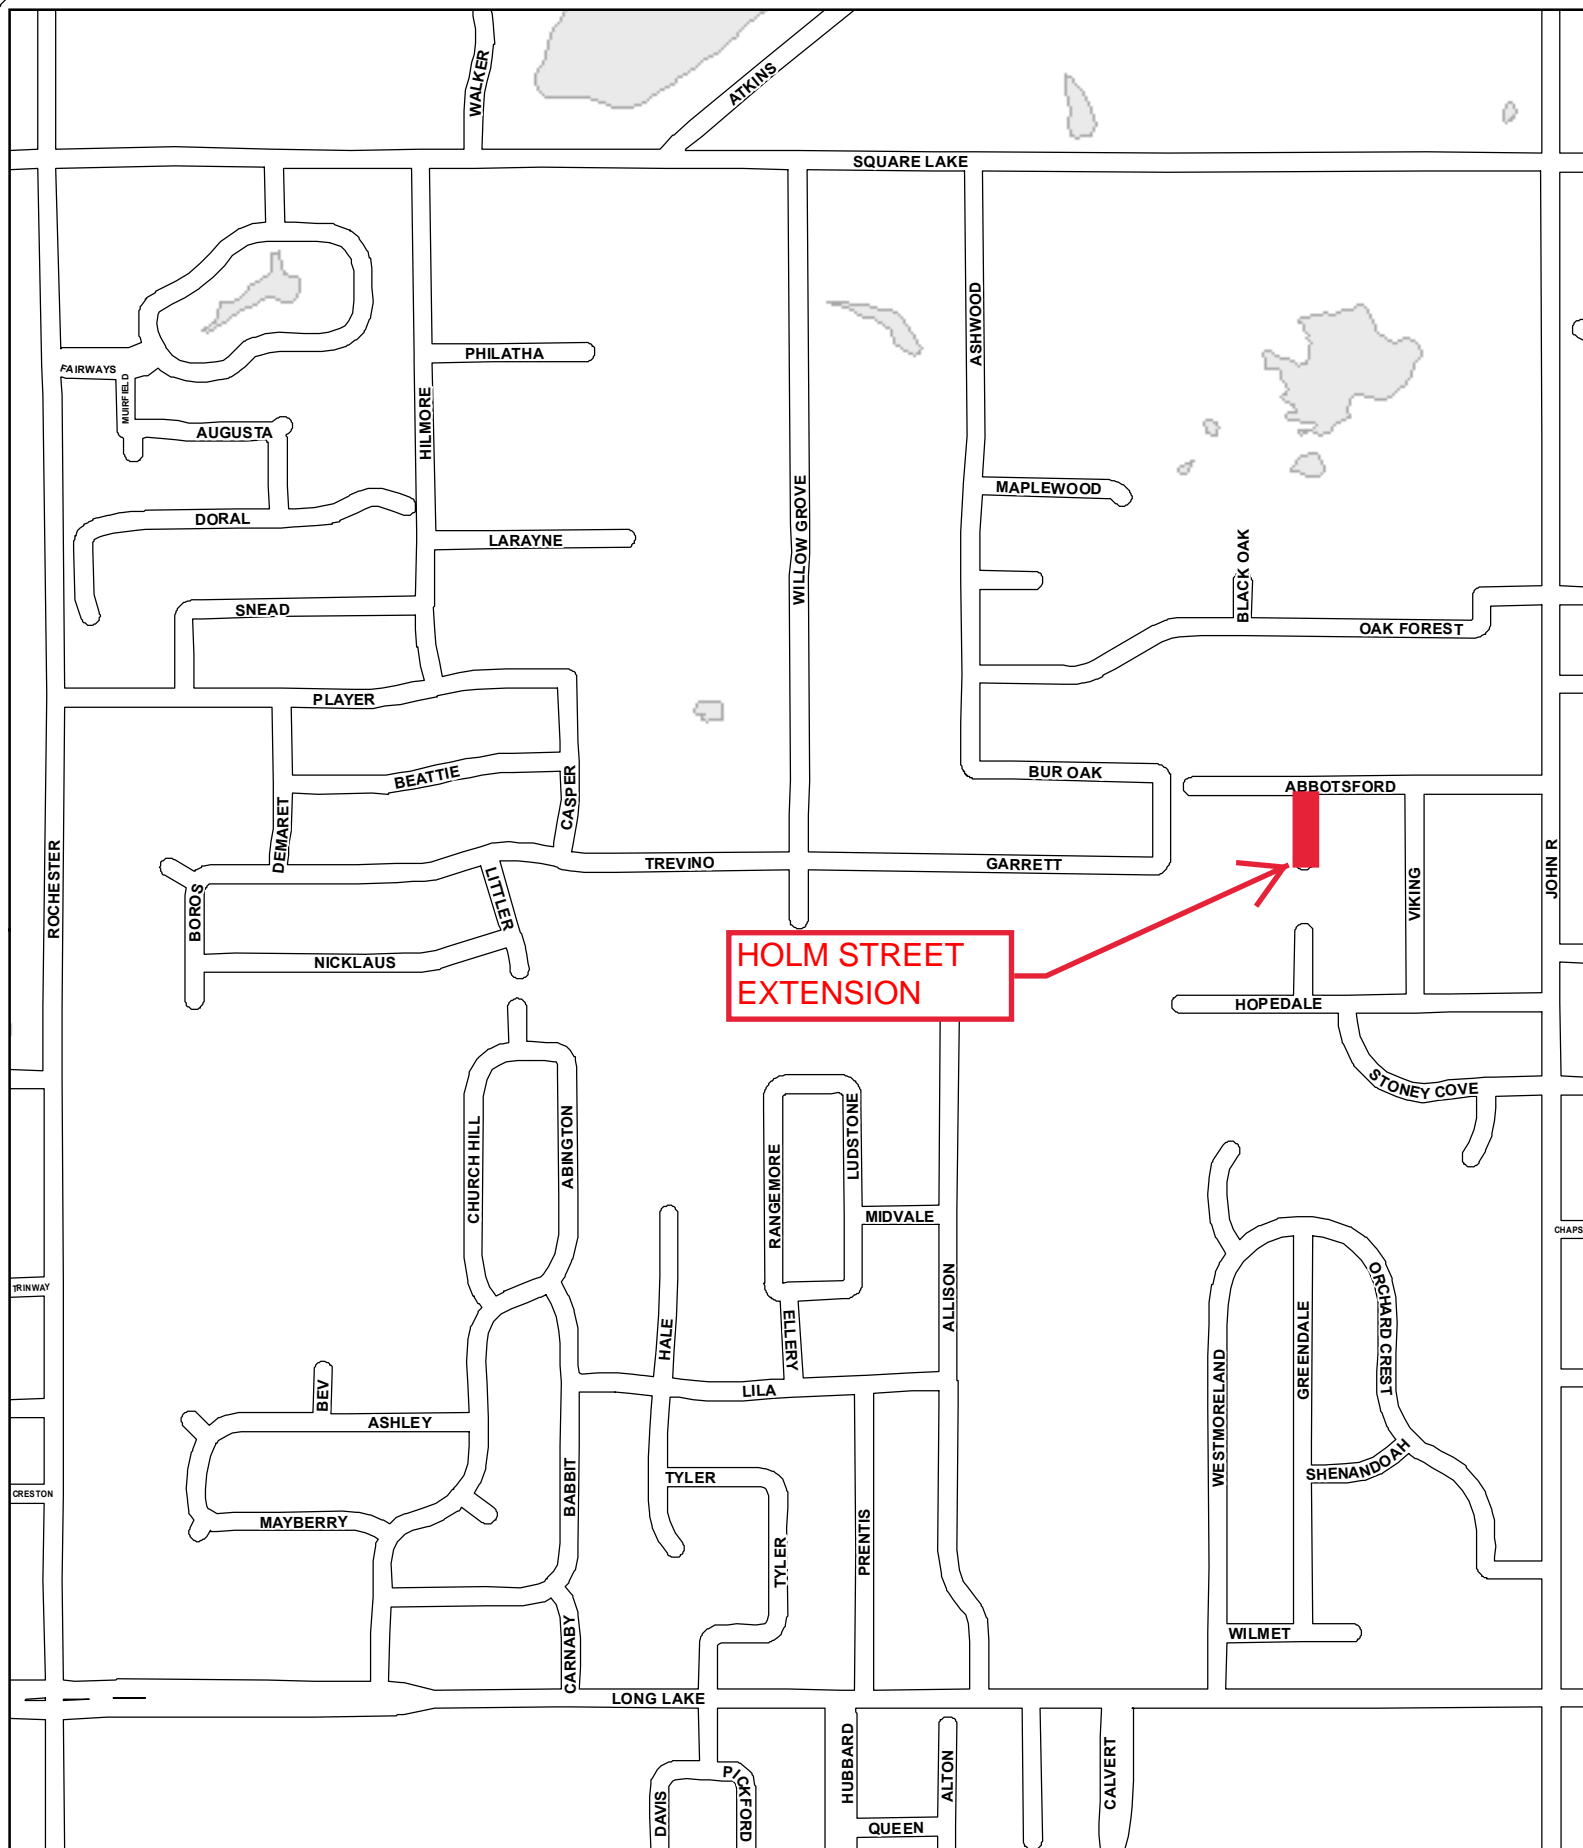 WALKER
ATKINS
SQUARE LAKE
ASHWOOD
PHILATHA
FAIRWAYS
MUIRFIELD
HILMORE
AUGUSTA
MAPLEWOOD
WILLOW GROVE
DORAL
LARAYNE
BLACK OAK
SNEAD
OAK FOREST
PLAYER
BEATTIE
CASPER
BUR OAK
ABBOTSFORD
DEMARET
ROCHESTER
TREVINO
GARRETT
JOHN R
BOROS
LITTLER
VIKING
NICKLAUS
HOLM STREET
EXTENSION
HOPEDALE
STONEY COVE
CHURCH HILL
ABINGTON
LUDSTONE
RANGEMORE
MIDVALE
CHAPS
TRINWAY
ALLISON
ORCHARD CREST
HALE
ELLERY
GREENDALE
BEV
LILA
WESTMORELAND
ASHLEY
SHENANDOAH
TYLER
BABBIT
CRESTON
MAYBERRY
PRENTIS
TYLER
WILMET
CARNABY
LONG LAKE
HUBBARD
ALTON
CALVERT
DAVIS
PICKFORD
QUEEN